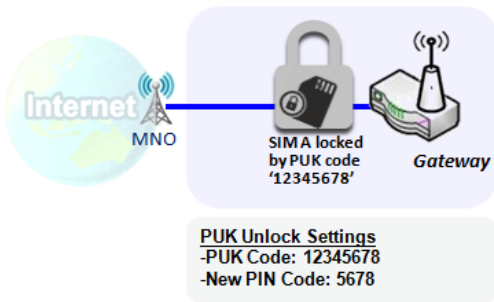 Internet
MNO
SIM A locked
by PUK code
‘12345678’
Gateway
PUK Unlock Settings
-PUK Code: 12345678
-New PIN Code: 5678